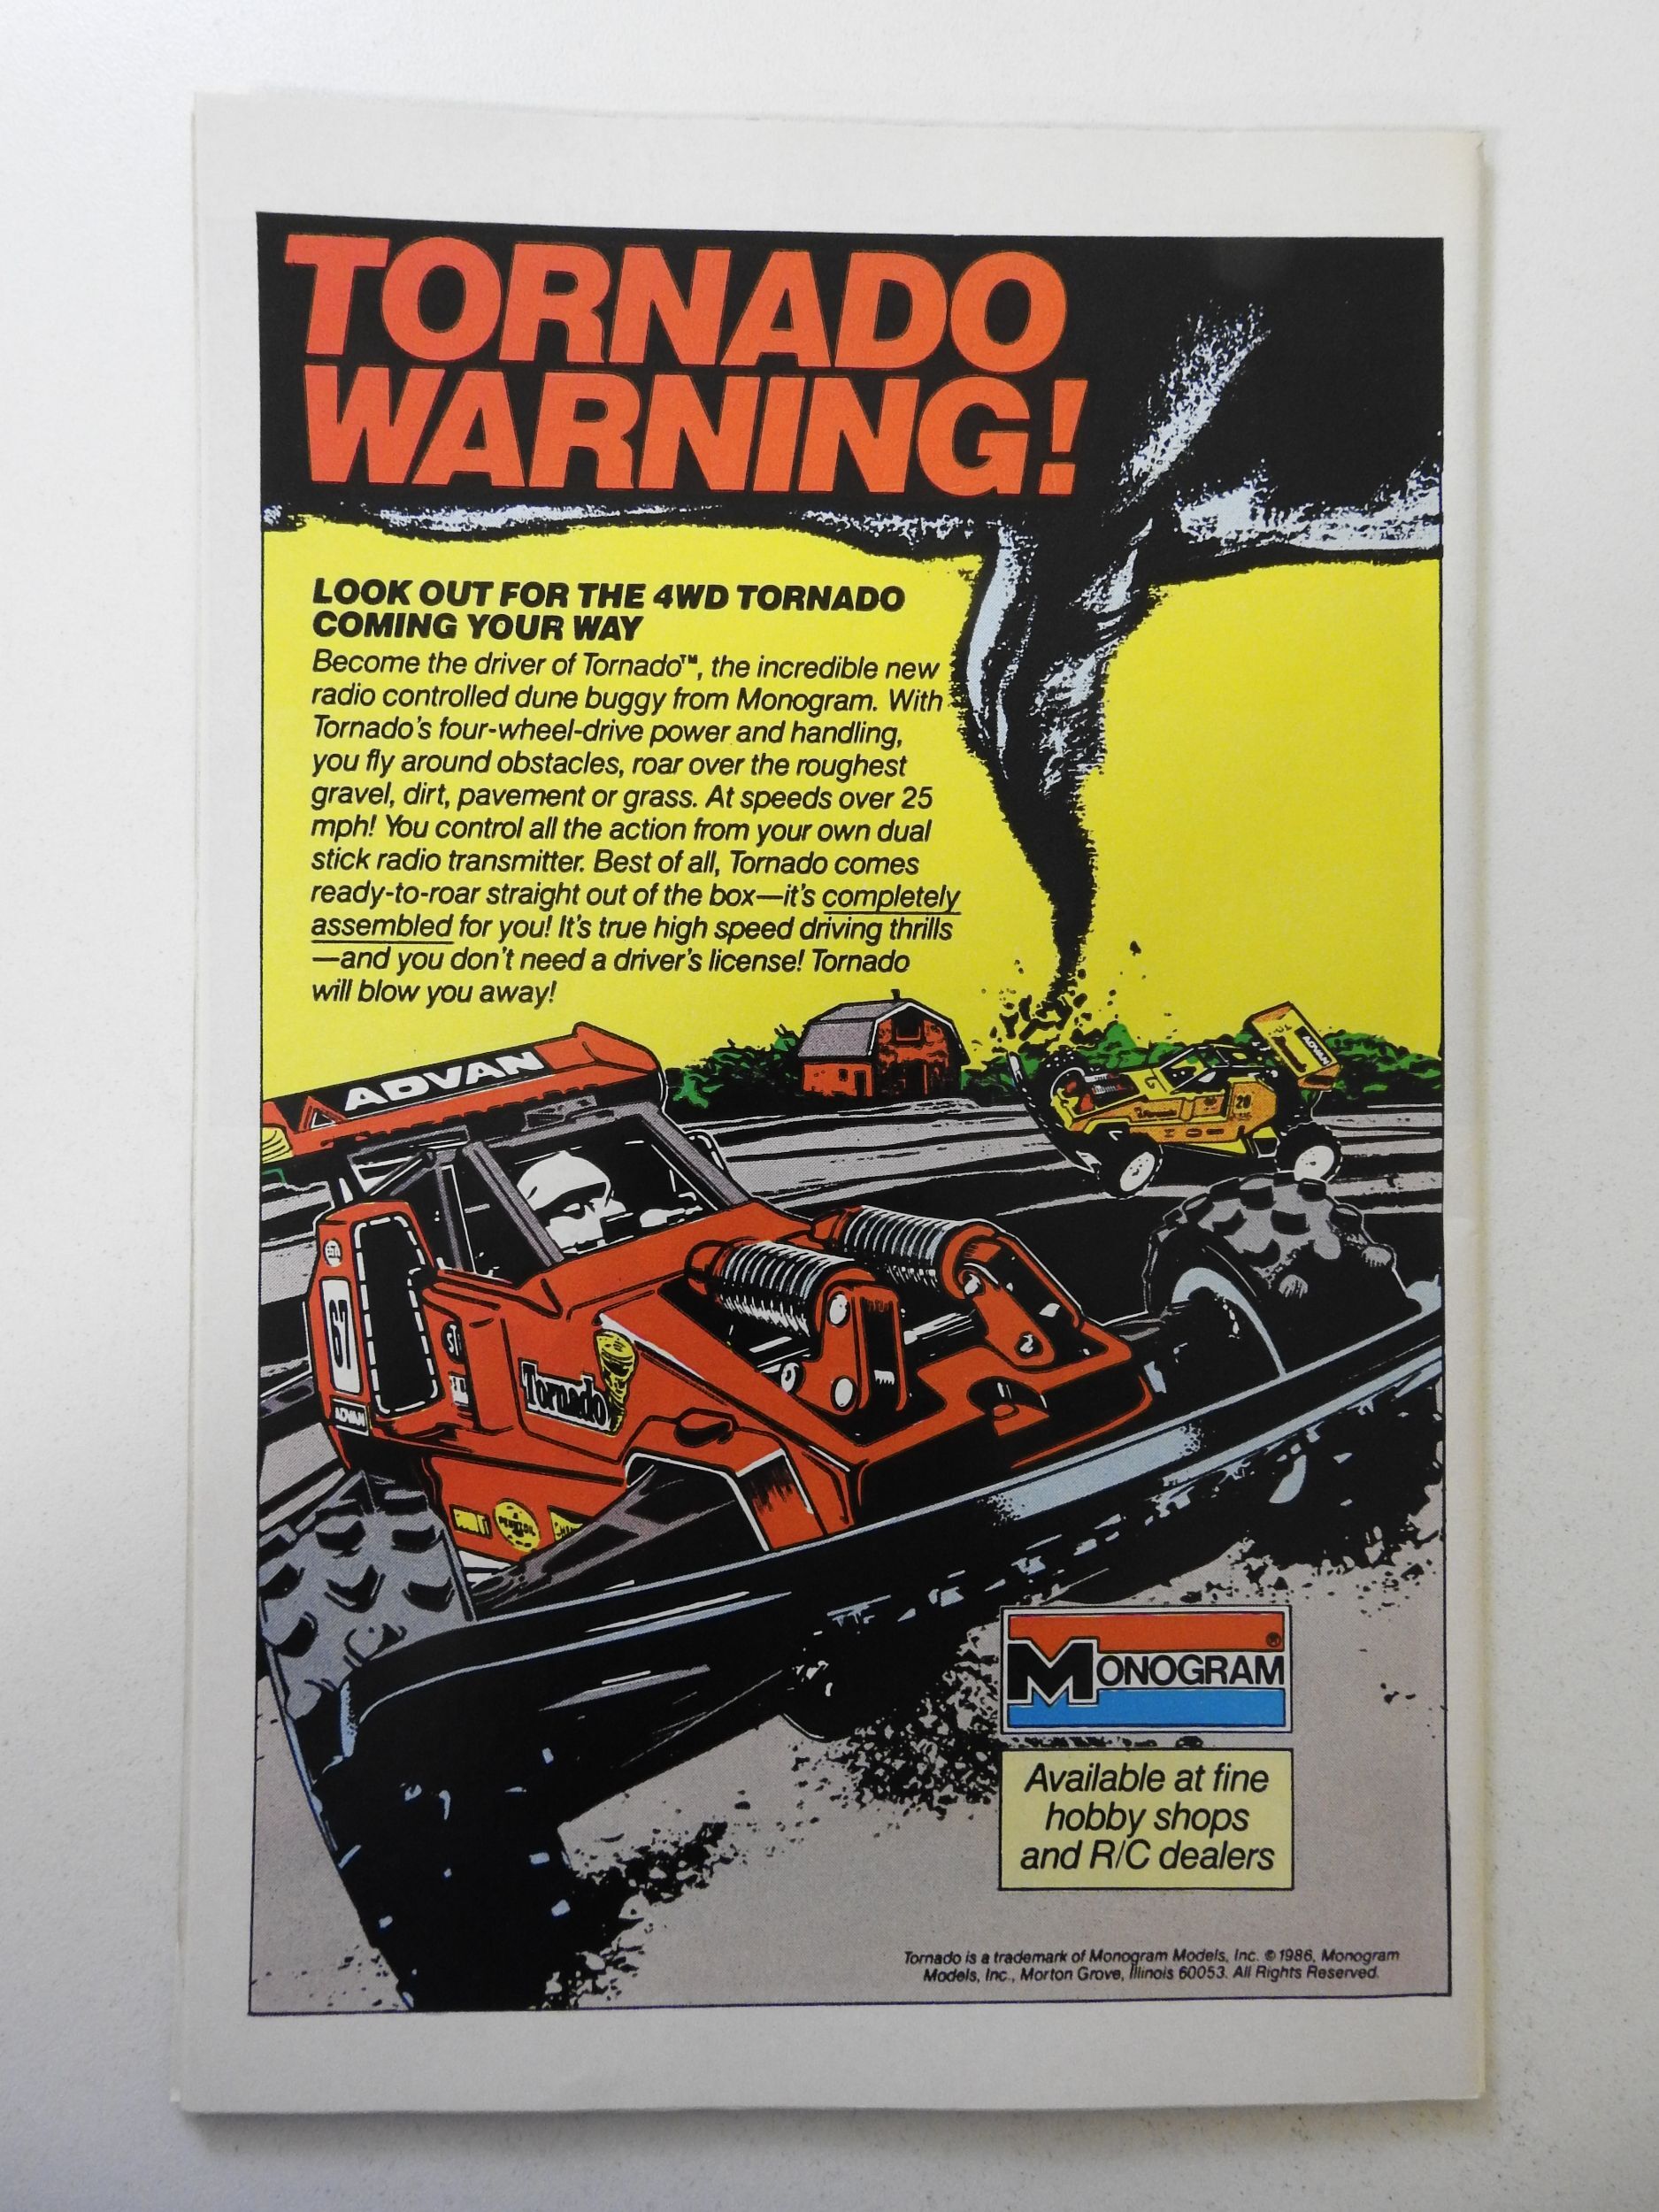 TORNADO
WARNING!
LOOK OUT FOR THE 4WD TORNADO
COMING YOUR WAY
Become the driver of Tornado™, the incredible new
radio controlled dune buggy from Monogram. With
Tornado's four-wheel-drive power and handling,
you fly around obstacles, roar over the roughest
gravel, dirt, pavement or grass. At speeds over 25
mph! You control all the action from your own dual
stick radio transmitter. Best of all, Tornado comes
ready-to-roar straight out of the box—it's completely
assembled for you! It's true high speed driving thrills
—and you don't need a driver's license! Tornado
will blow you away!
ADVAN
ADVAN
20
67
ADVAN
Tornado
PENNZOIL
MONOGRAM®
Available at fine
hobby shops
and R/C dealers
Tornado is a trademark of Monogram Models, Inc. © 1986, Monogram
Models, Inc., Morton Grove, Illinois 60053. All Rights Reserved.